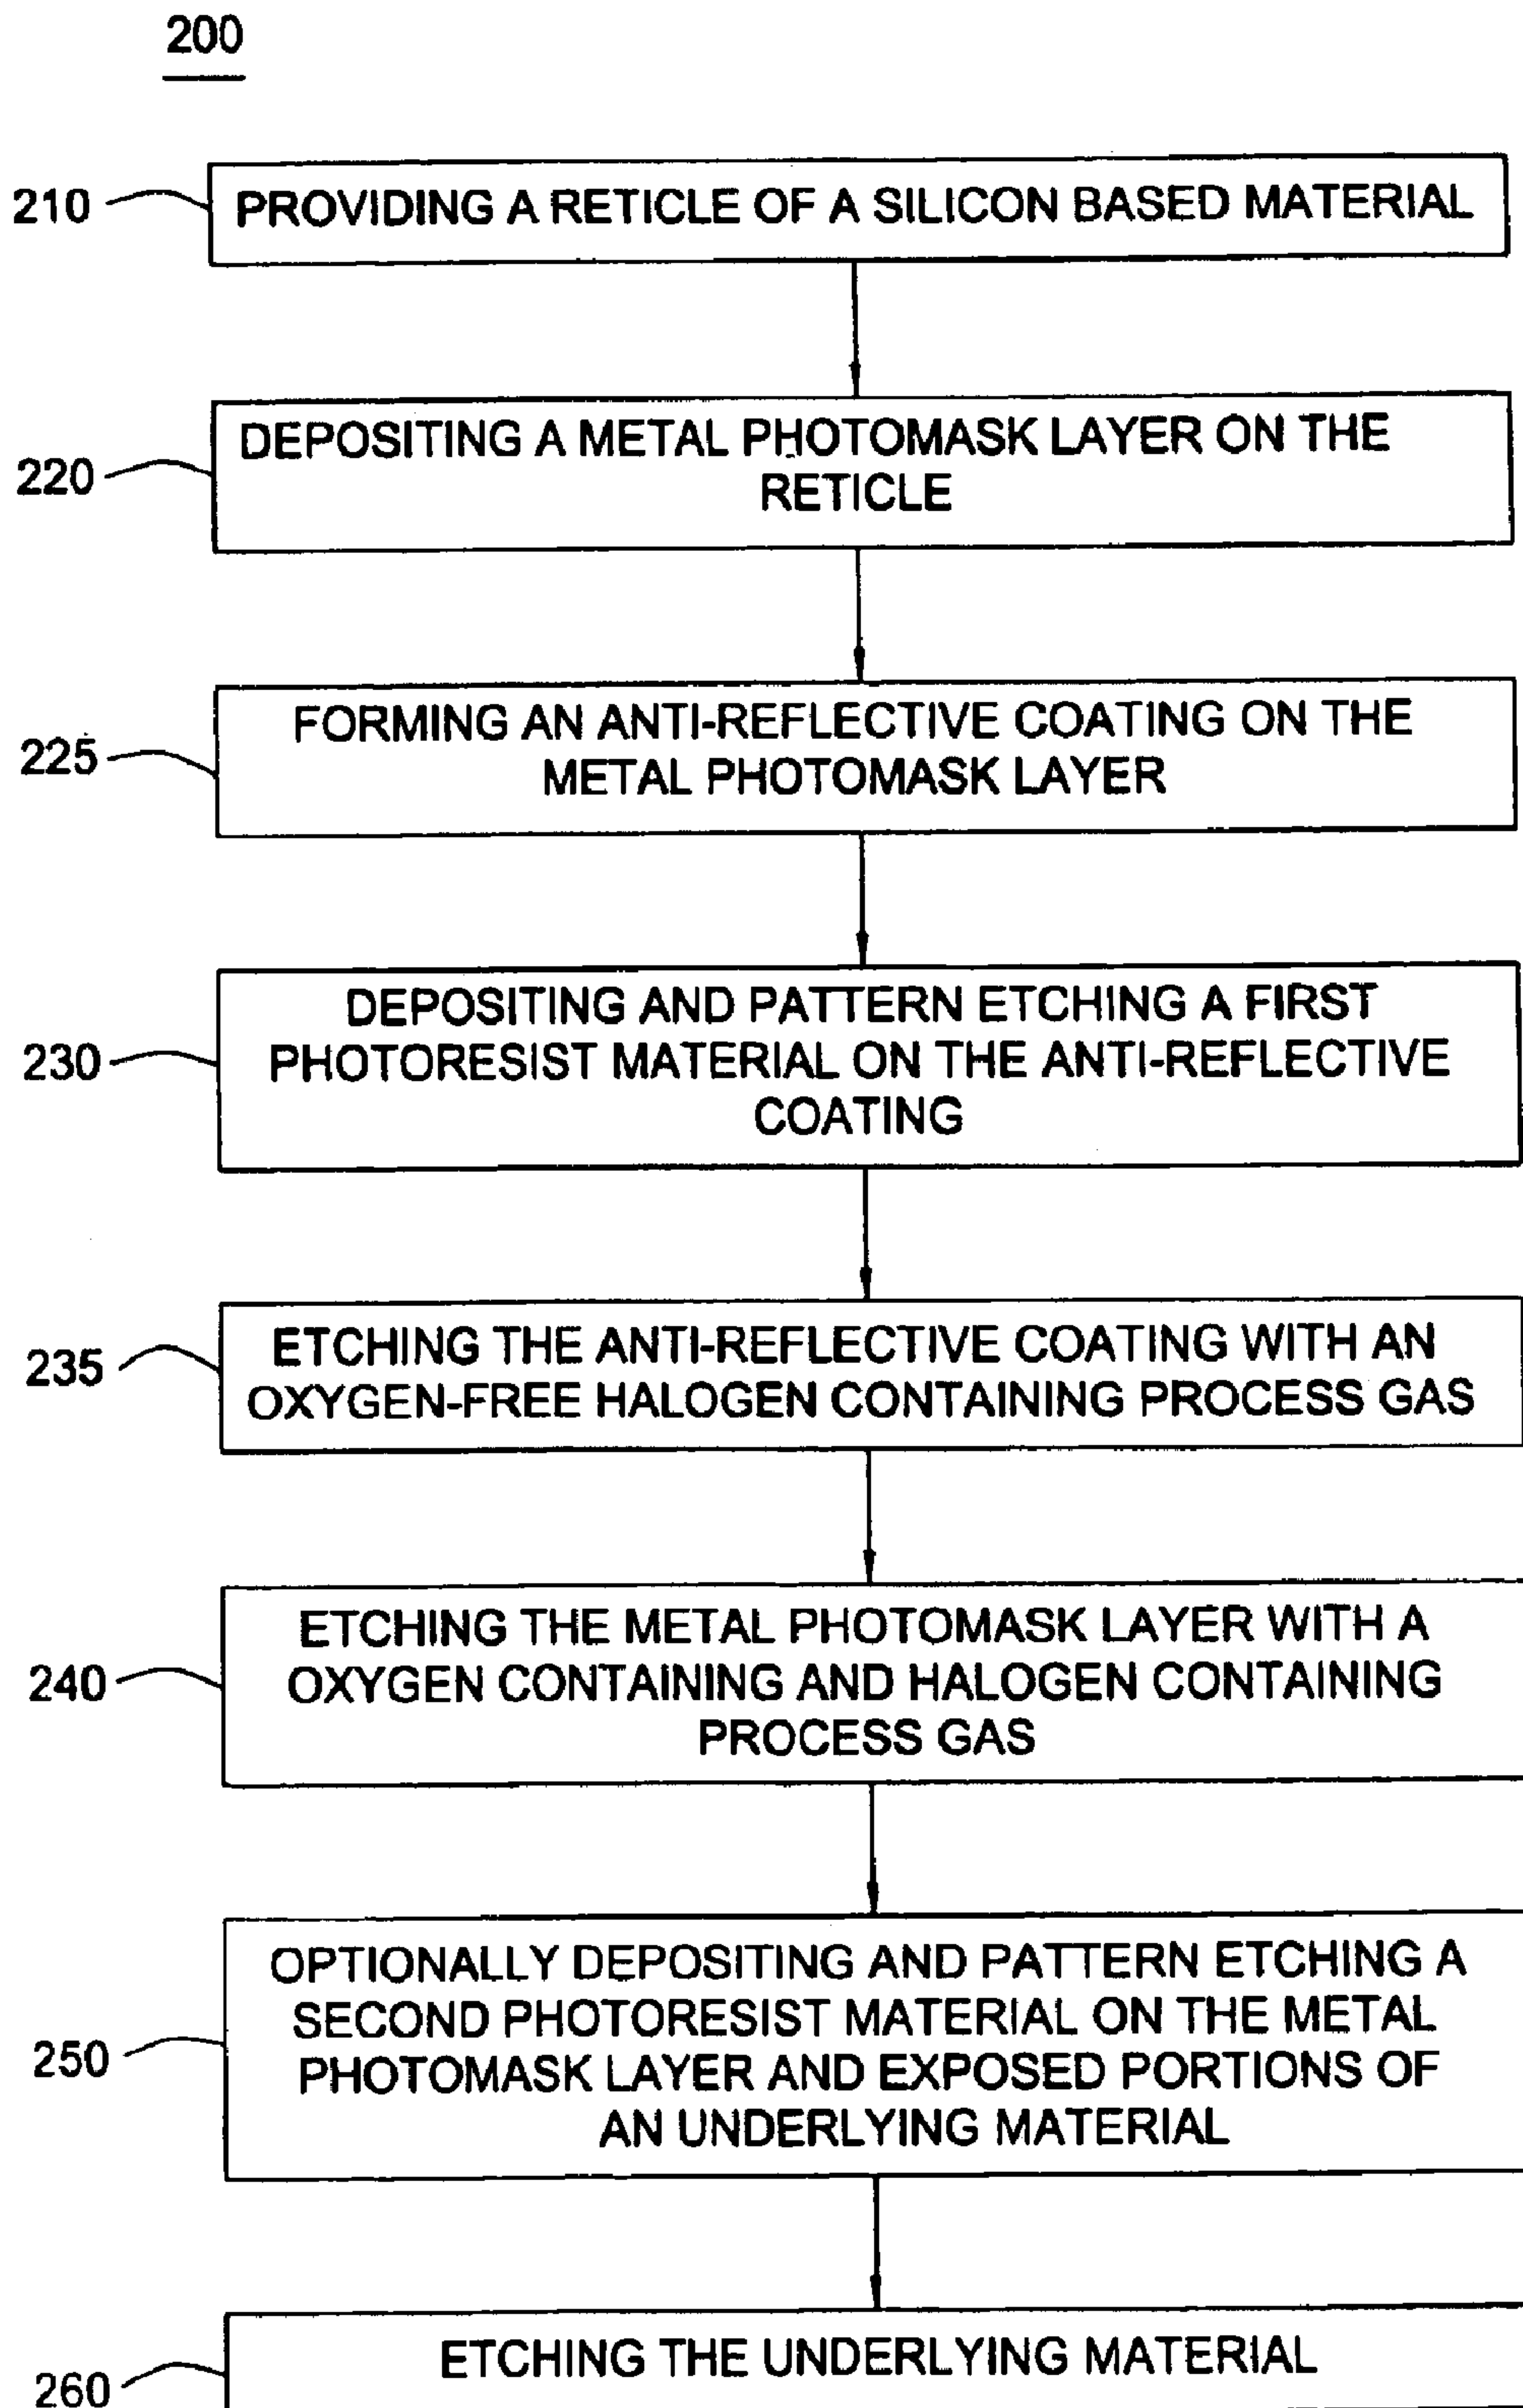 200
210
PROVIDING A RETICLE OF A SILICON BASED MATERIAL
220
DEPOSITING A METAL PHOTOMASK LAYER ON THE
RETICLE
225
FORMING AN ANTI-REFLECTIVE COATING ON THE
METAL PHOTOMASK LAYER
230
DEPOSITING AND PATTERN ETCHING A FIRST
PHOTORESIST MATERIAL ON THE ANTI-REFLECTIVE
COATING
235
ETCHING THE ANTI-REFLECTIVE COATING WITH AN
OXYGEN-FREE HALOGEN CONTAINING PROCESS GAS
240
ETCHING THE METAL PHOTOMASK LAYER WITH A
OXYGEN CONTAINING AND HALOGEN CONTAINING
PROCESS GAS
250
OPTIONALLY DEPOSITING AND PATTERN ETCHING A
SECOND PHOTORESIST MATERIAL ON THE METAL
PHOTOMASK LAYER AND EXPOSED PORTIONS OF
AN UNDERLYING MATERIAL
260
ETCHING THE UNDERLYING MATERIAL